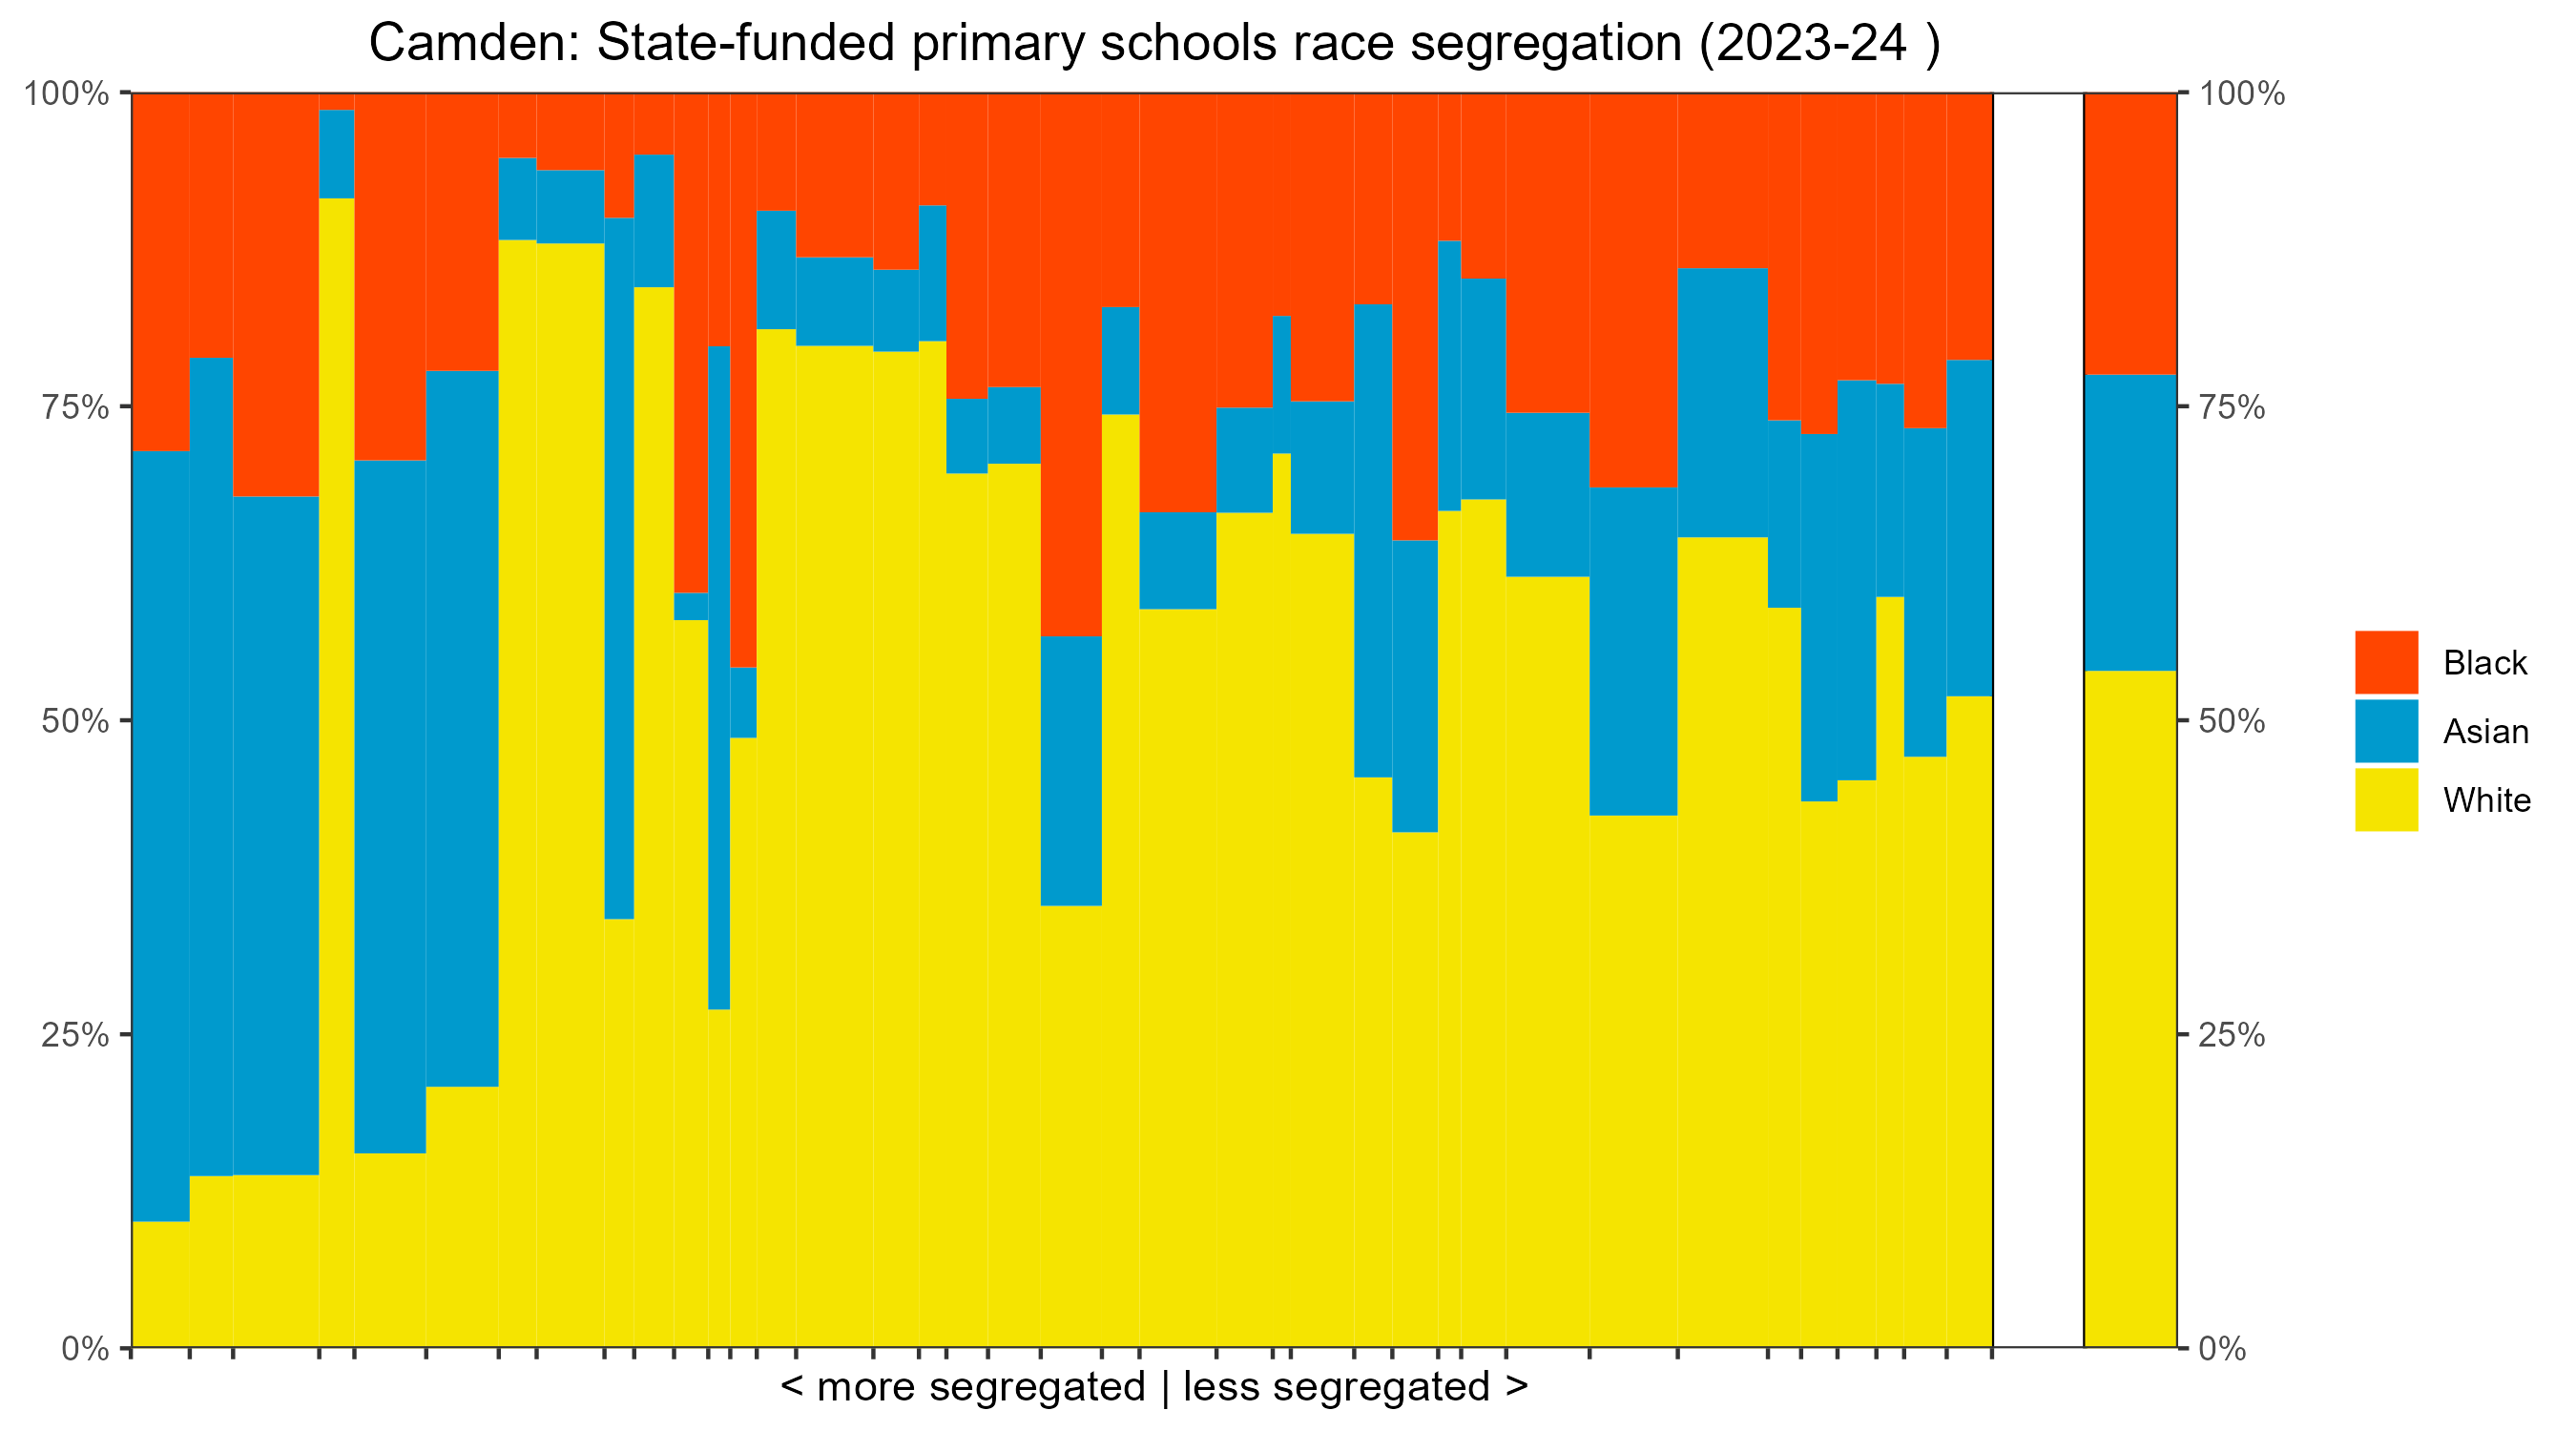 Camden: State-funded primary schools race segregation (2023-24 )
100%
75%
50%
25%
0%
100%
75%
50%
25%
0%
Black
Asian
White
< more segregated | less segregated >